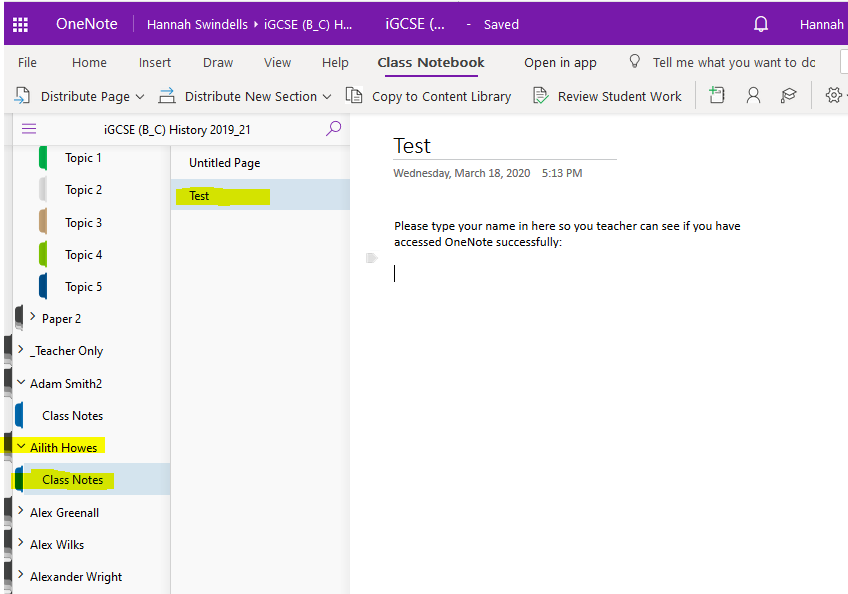 OneNote Hannah Swindells iGCSE (B_C) H... iGCSE (... - Saved Hannah
File Home Insert Draw View Help Class Notebook Open in app Tell me what you want to dc
Distribute Page Distribute New Section Copy to Content Library Review Student Work
iGCSE (B_C) History 2019_21
Topic 1
Topic 2
Topic 3
Topic 4
Topic 5
Paper 2
_Teacher Only
Adam Smith2
Class Notes
Ailith Howes
Class Notes
Alex Greenall
Alex Wilks
Alexander Wright
Untitled Page
Test
Test
Wednesday, March 18, 2020 5:13 PM
Please type your name in here so you teacher can see if you have
accessed OneNote successfully: